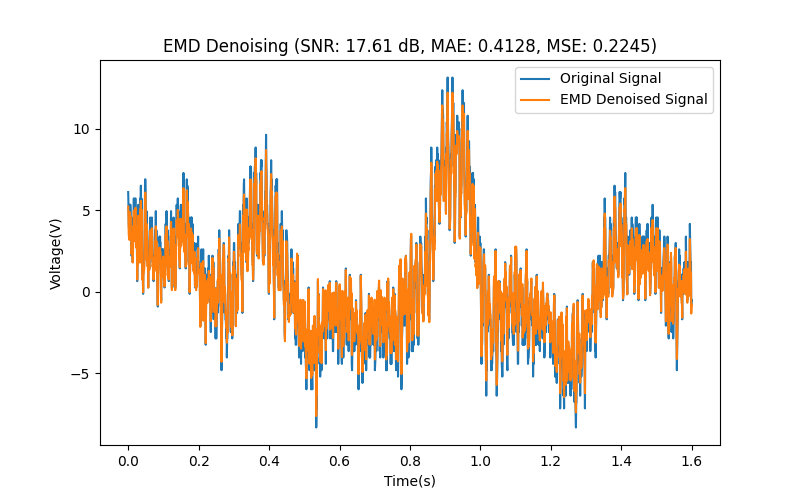 EMD Denoising (SNR: 17.61 dB, MAE: 0.4128, MSE: 0.2245)
Original Signal
EMD Denoised Signal
Voltage(V)
10
5
0
−5
0.0 0.2 0.4 0.6 0.8 1.0 1.2 1.4 1.6
Time(s)